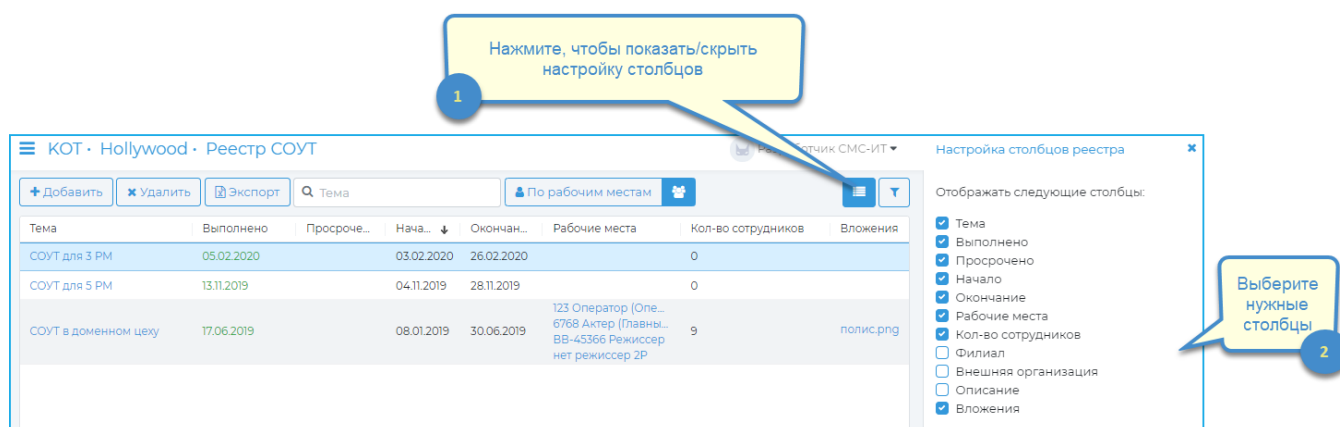 Нажмите, чтобы показать/скрыть
настройку столбцов
1
КОТ · Hollywood · Реестр СОУТ
чик СМС-ИТ
Настройка столбцов реестра
Добавить Удалить Экспорт Тема По рабочим местам
Отображать следующие столбцы:
Тема Выполнено Просроче... Нача... Окончан... Рабочие места Кол-во сотрудников Вложения
СОУТ для 3 РМ 05.02.2020 03.02.2020 26.02.2020 0
СОУТ для 5 РМ 13.11.2019 04.11.2019 28.11.2019 0
СОУТ в доменном цеху 17.06.2019 08.01.2019 30.06.2019
123 Оператор (Опе...
6768 Актер (Главны...
ВВ-45366 Режиссер
нет режиссер 2Р
9 полис.png
Тема
Выполнено
Просрочено
Начало
Окончание
Рабочие места
Кол-во сотрудников
Филиал
Внешняя организация
Описание
Вложения
Выберите
нужные
столбцы
2